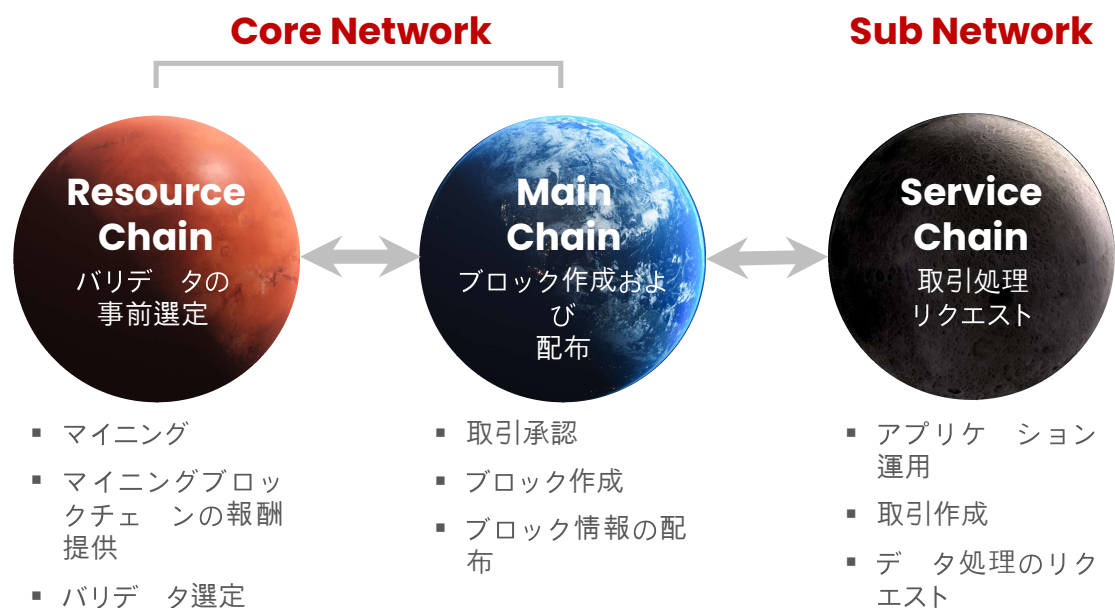 Core Network
Sub Network
Resource
Chain
バリデ　タの
事前選定
Main
Chain
ブロック作成およ
び
配布
Service
Chain
取引処理
リクエスト
▪ マイニング
▪ マイニングブロッ
クチェ　ンの報酬
提供
▪ バリデ　タ選定
▪ 取引承認
▪ ブロック作成
▪ ブロック情報の配
布
▪ アプリケ　ション
運用
▪ 取引作成
▪ デ　タ処理のリク
エスト